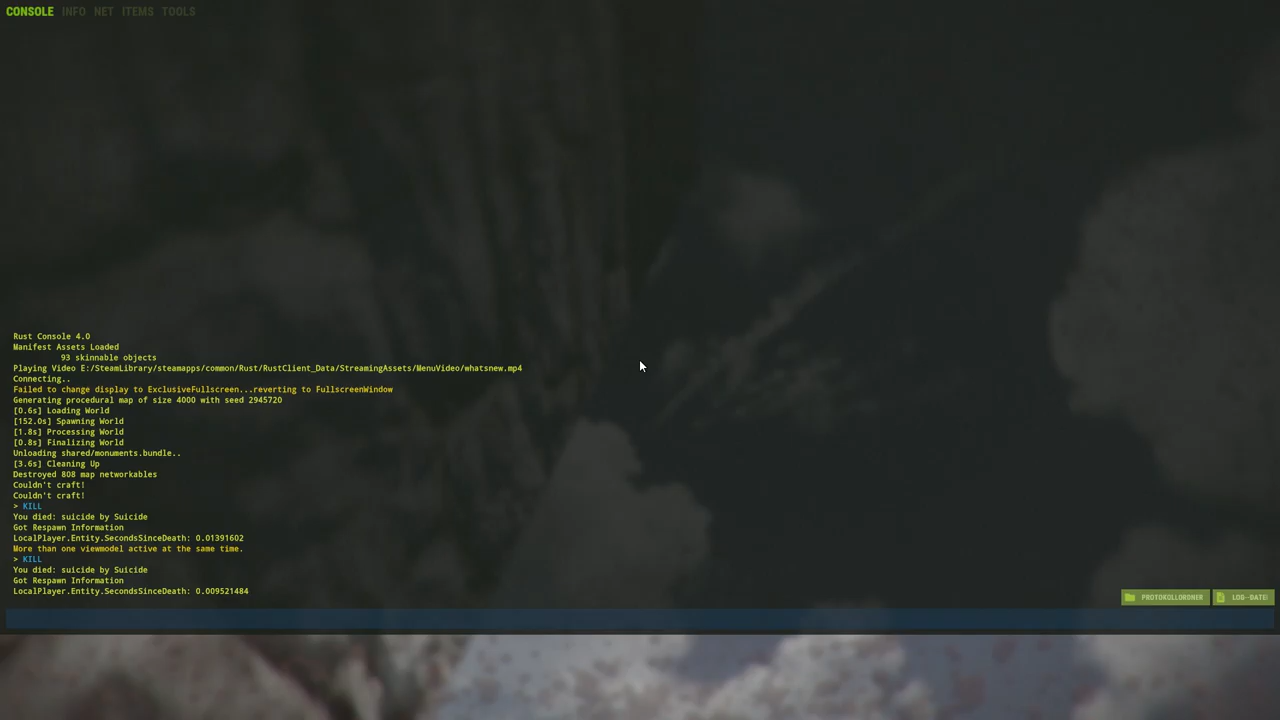 CONSOLE INFO NET ITEMS TOOLS
Rust Console 4.0
Manifest Assets Loaded
93 skinnable objects
Playing Video E:/SteamLibrary/steamapps/common/Rust/RustClient_Data/StreamingAssets/MenuVideo/whatsnew.mp4
Connecting..
Failed to change display to ExclusiveFullscreen...reverting to FullscreenWindow
Generating procedural map of size 4000 with seed 2945720
[0.6s] Loading World
[152.0s] Spawning World
[1.8s] Processing World
[0.8s] Finalizing World
Unloading shared/monuments.bundle..
[3.6s] Cleaning Up
Destroyed 808 map networkables
Couldn't craft!
Couldn't craft!
> KILL
You died: suicide by Suicide
Got Respawn Information
LocalPlayer.Entity.SecondsSinceDeath: 0.01391602
More than one viewmodel active at the same time.
> KILL
You died: suicide by Suicide
Got Respawn Information
LocalPlayer.Entity.SecondsSinceDeath: 0.009521484
PROTOKOLLORDNER LOG-DATEI